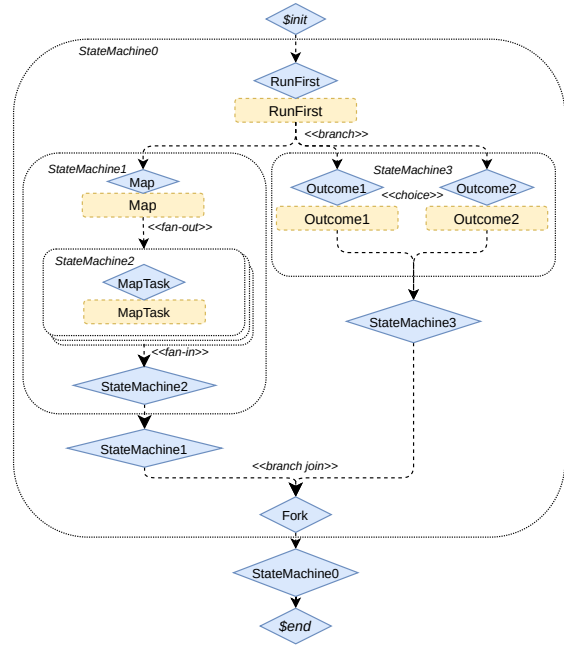 $init
StateMachine0
RunFirst
RunFirst
<<branch>>
StateMachine1
StateMachine3
Map
Outcome1
<<choice>>
Outcome2
Map
Outcome1
Outcome2
<<fan-out>>
StateMachine2
MapTask
MapTask
StateMachine3
<<fan-in>>
StateMachine2
StateMachine1
<<branch join>>
Fork
StateMachine0
$end